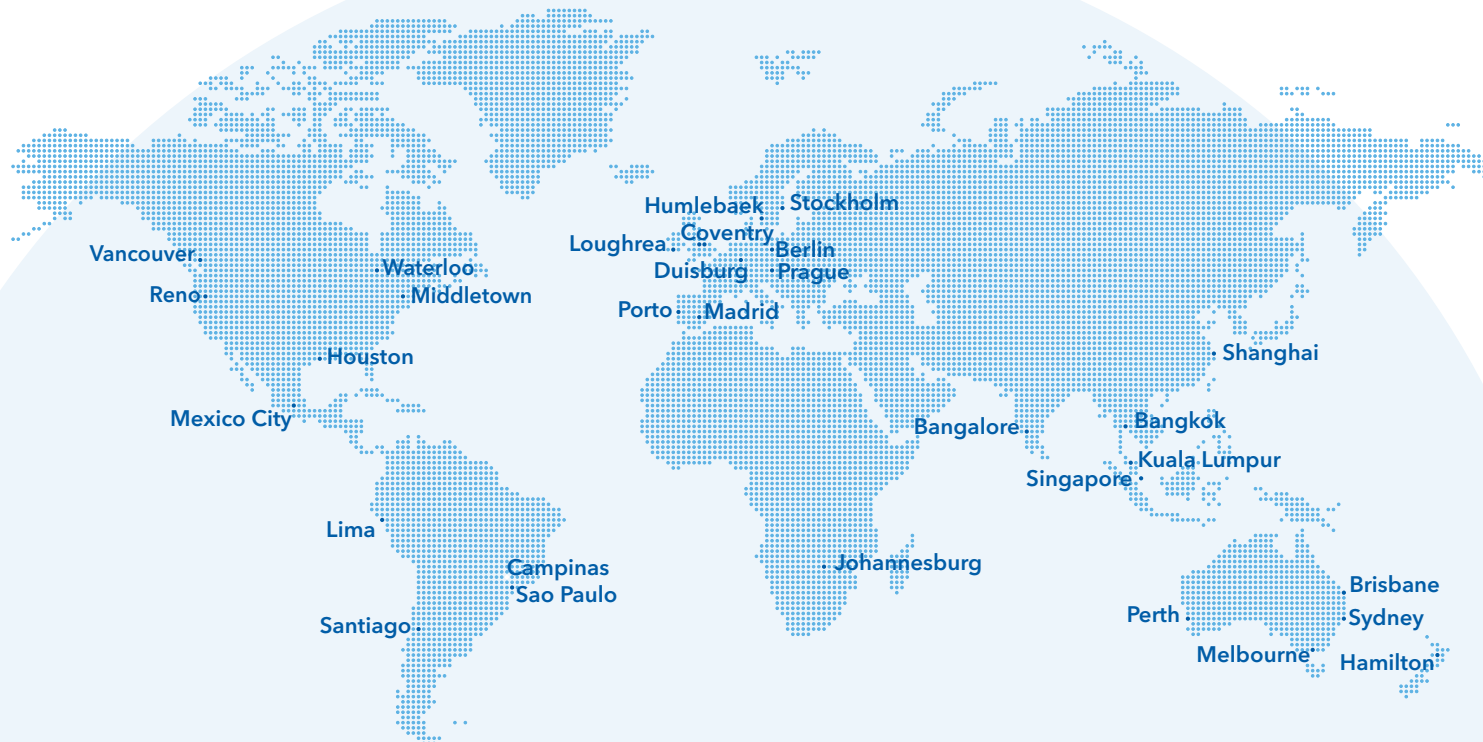 Humlebaek
Stockholm
Coventry
Loughrea
Berlin
Vancouver
Waterloo
Duisburg
Prague
Reno
Middletown
Porto
Madrid
Houston
Shanghai
Mexico City
Bangalore
Bangkok
Kuala Lumpur
Singapore
Lima
Campinas
Johannesburg
Sao Paulo
Brisbane
Perth
Sydney
Santiago
Melbourne
Hamilton